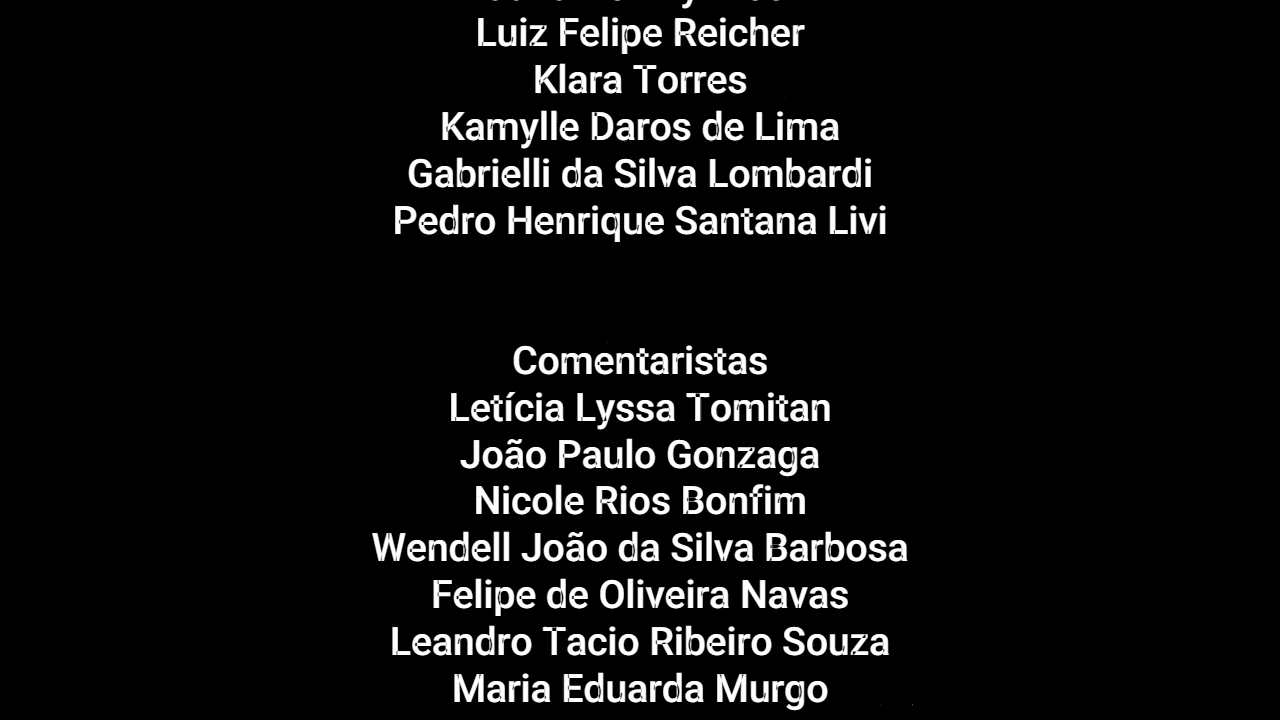 Luiz Felipe Reicher
Klara Torres
Kamylle Daros de Lima
Gabrielli da Silva Lombardi
Pedro Henrique Santana Livi
Comentaristas
Letícia Lyssa Tomitan
João Paulo Gonzaga
Nicole Rios Bonfim
Wendell João da Silva Barbosa
Felipe de Oliveira Navas
Leandro Tacio Ribeiro Souza
Maria Eduarda Murgo